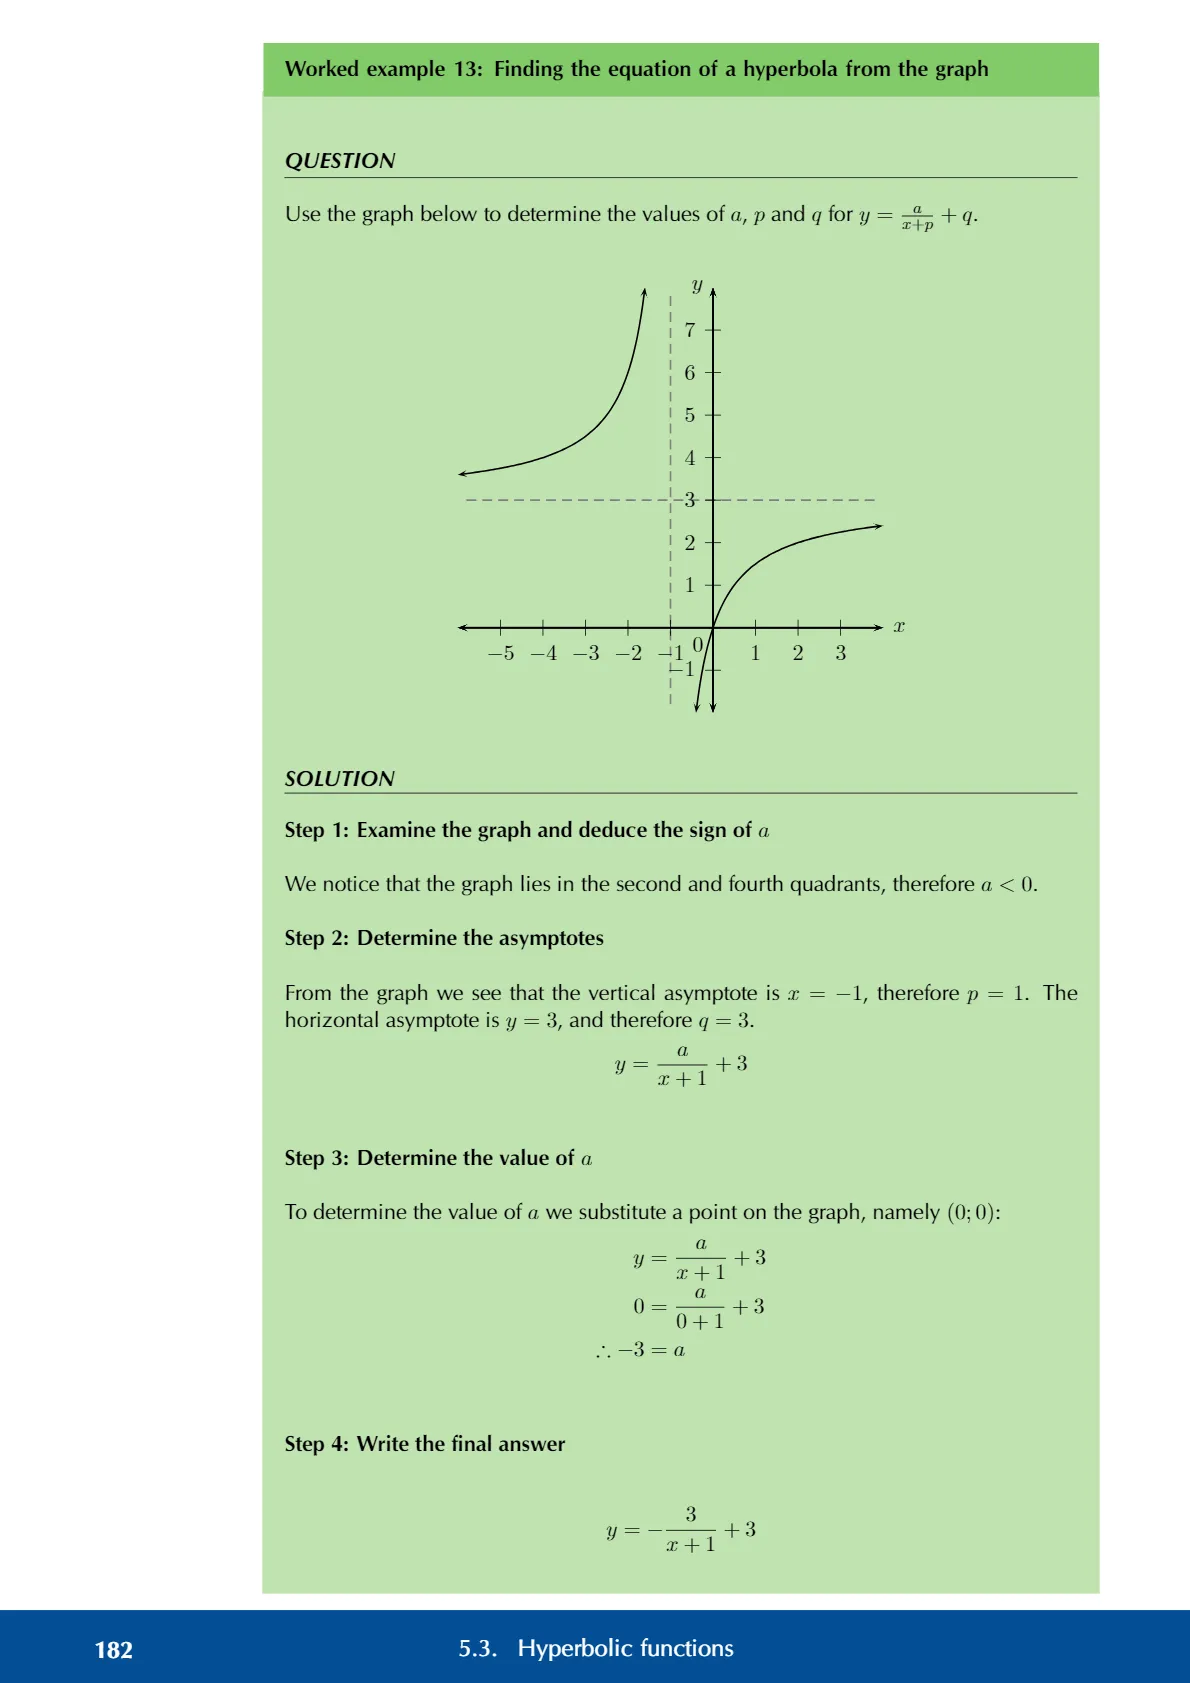 Worked example 13: Finding the equation of a hyperbola from the graph
QUESTION
Use the graph below to determine the values of a, p and q for y = a/(x+p) + q.
y
7
6
5
4
3
2
1
x
−5 −4 −3 −2 −1 0 1 2 3
−1
SOLUTION
Step 1: Examine the graph and deduce the sign of a
We notice that the graph lies in the second and fourth quadrants, therefore a < 0.
Step 2: Determine the asymptotes
From the graph we see that the vertical asymptote is x = −1, therefore p = 1. The
horizontal asymptote is y = 3, and therefore q = 3.
y = a/(x + 1) + 3
Step 3: Determine the value of a
To determine the value of a we substitute a point on the graph, namely (0; 0):
y = a/(x + 1) + 3
0 = a/(0 + 1) + 3
∴ −3 = a
Step 4: Write the final answer
y = −3/(x + 1) + 3
182 5.3. Hyperbolic functions